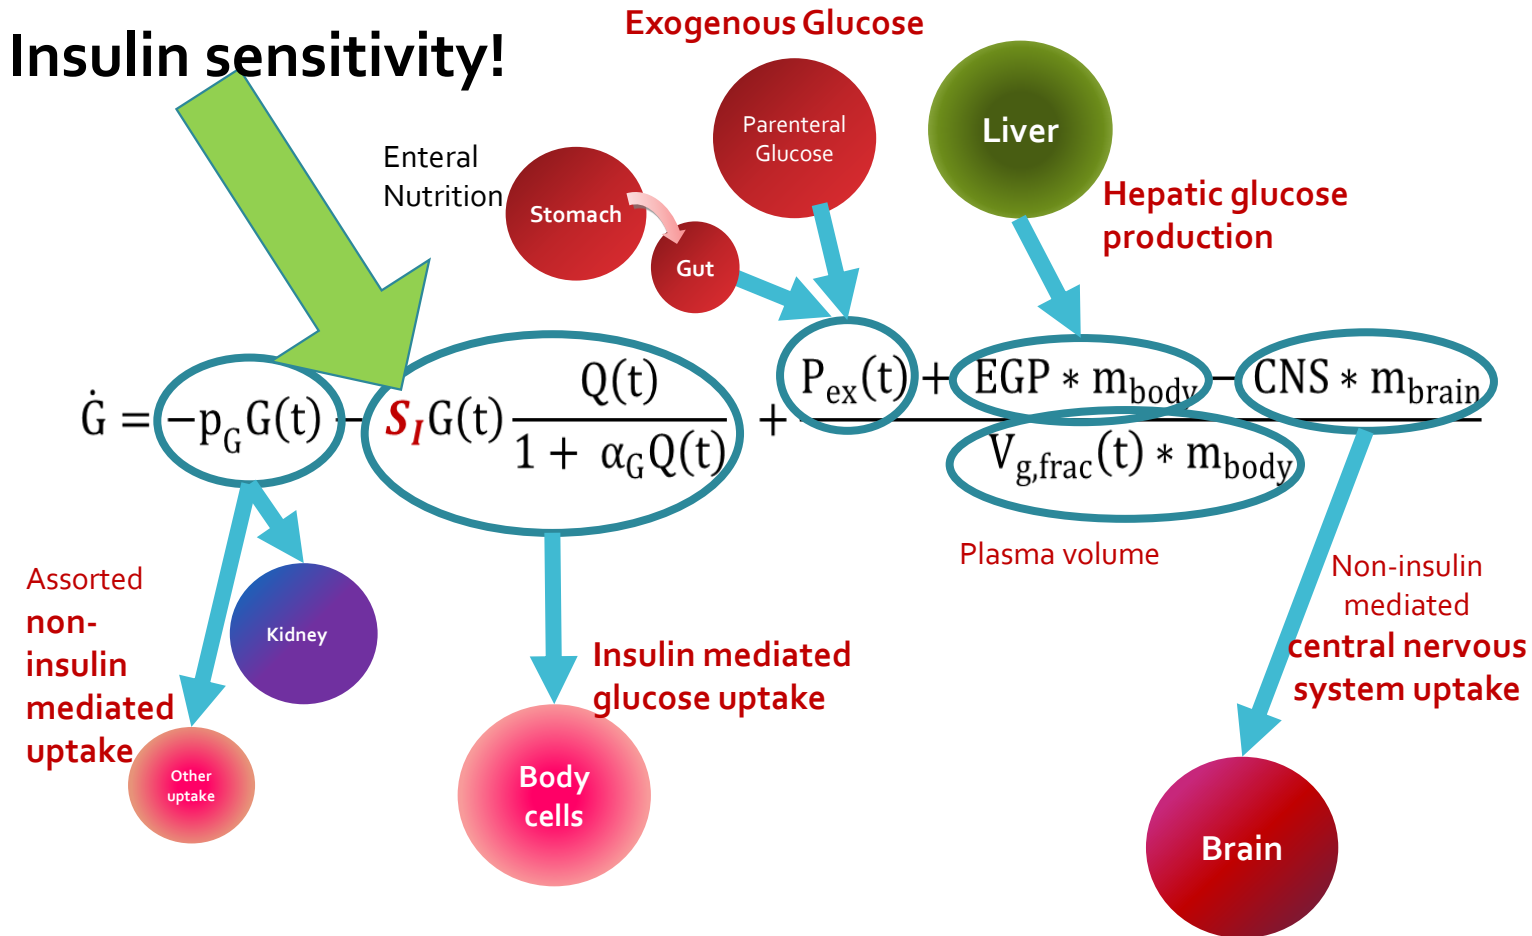 Insulin sensitivity!
Exogenous Glucose
Enteral
Nutrition
Stomach
Gut
Parenteral
Glucose
Liver
Hepatic glucose
production
Ġ = −p_G G(t) − S_I G(t) Q(t) / (1 + α_G Q(t)) + (P_ex(t) + EGP ∗ m_body − CNS ∗ m_brain) / (V_g,frac(t) ∗ m_body)
Plasma volume
Assorted
non-
insulin
mediated
uptake
Kidney
Other
uptake
Insulin mediated
glucose uptake
Body
cells
Non-insulin
mediated
central nervous
system uptake
Brain